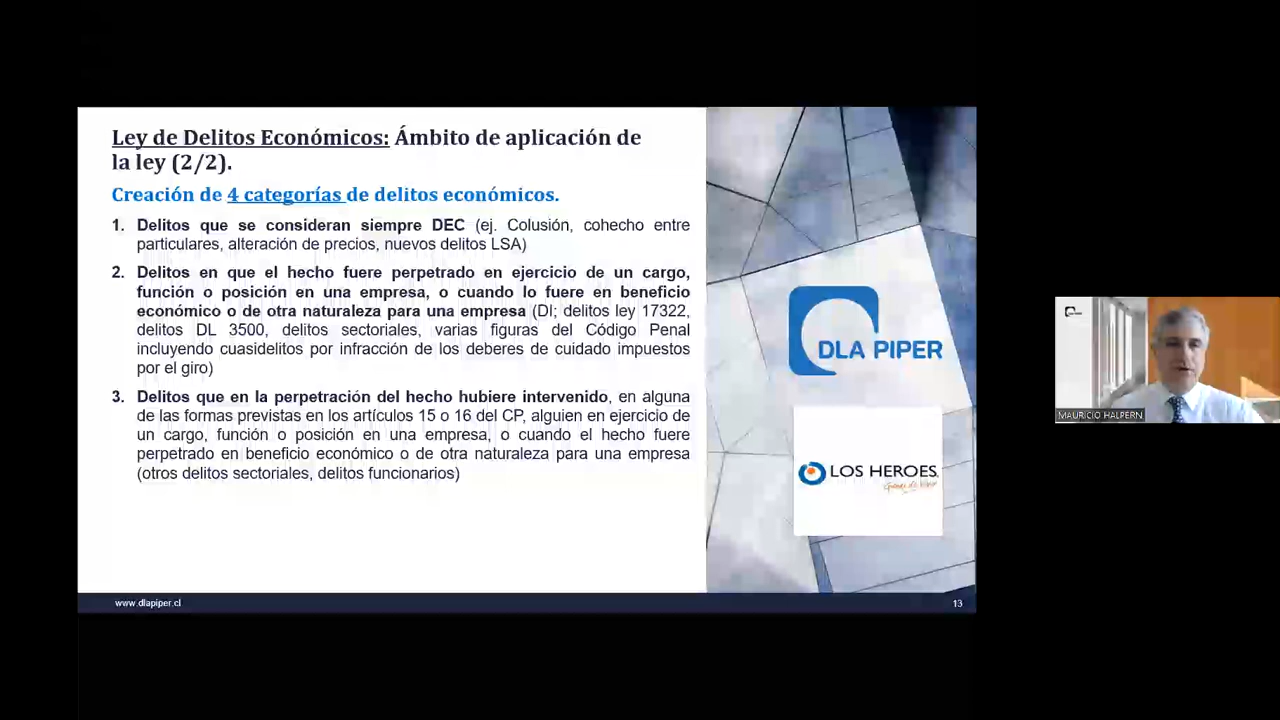 Ley de Delitos Económicos: Ámbito de aplicación de
la ley (2/2).
Creación de 4 categorías de delitos económicos.
1. Delitos que se consideran siempre DEC (ej. Colusión, cohecho entre
particulares, alteración de precios, nuevos delitos LSA)
2. Delitos en que el hecho fuere perpetrado en ejercicio de un cargo,
función o posición en una empresa, o cuando lo fuere en beneficio
económico o de otra naturaleza para una empresa (DI; delitos ley 17322,
delitos DL 3500, delitos sectoriales, varias figuras del Código Penal
incluyendo cuasidelitos por infracción de los deberes de cuidado impuestos
por el giro)
3. Delitos que en la perpetración del hecho hubiere intervenido, en alguna
de las formas previstas en los artículos 15 o 16 del CP, alguien en ejercicio de
un cargo, función o posición en una empresa, o cuando el hecho fuere
perpetrado en beneficio económico o de otra naturaleza para una empresa
(otros delitos sectoriales, delitos funcionarios)
DLA PIPER
LOS HEROES
www.dlapiper.cl
13
MAURICIO HALPERN